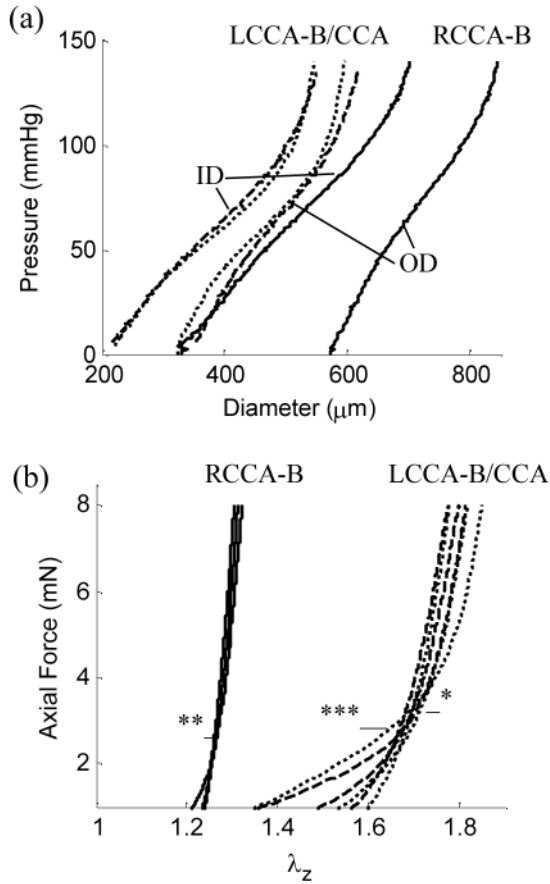 (a)
LCCA-B/CCA RCCA-B
150
100
50
0
Pressure (mmHg)
ID
OD
200 400 600 800
Diameter (μm)
(b)
RCCA-B LCCA-B/CCA
8
6
4
2
Axial Force (mN)
**
***
*
1 1.2 1.4 1.6 1.8
λz